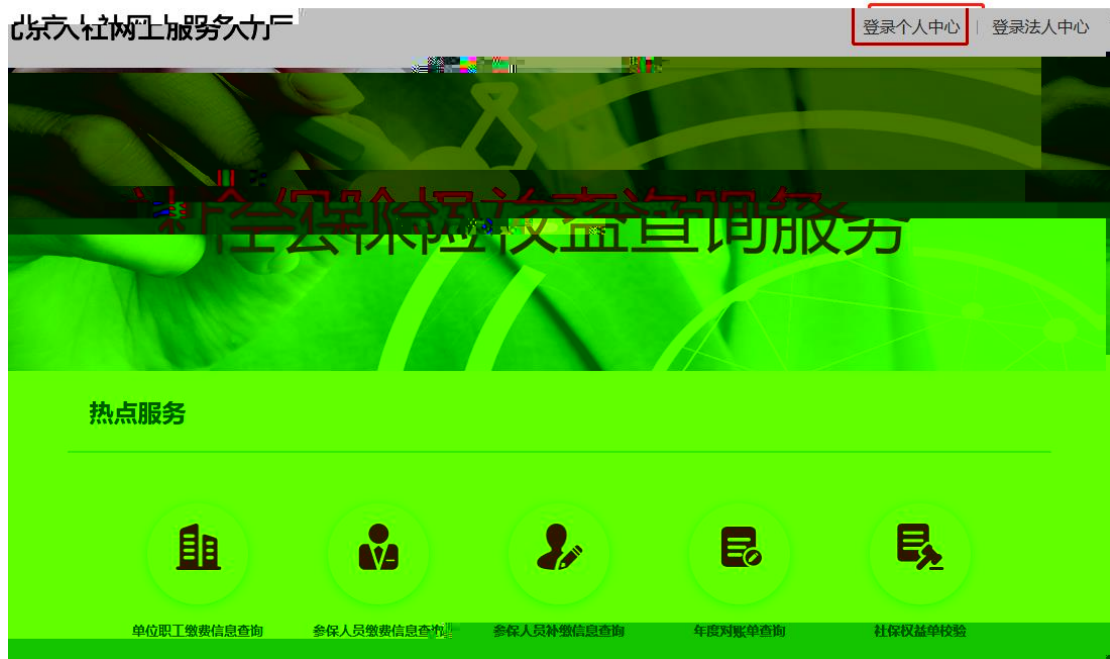 北京人社网上服务大厅
登录个人中心 | 登录法人中心
社会保险权益查询服务
热点服务
单位职工缴费信息查询
参保人员缴费信息查询
参保人员补缴信息查询
年度对账单查询
社保权益单校验